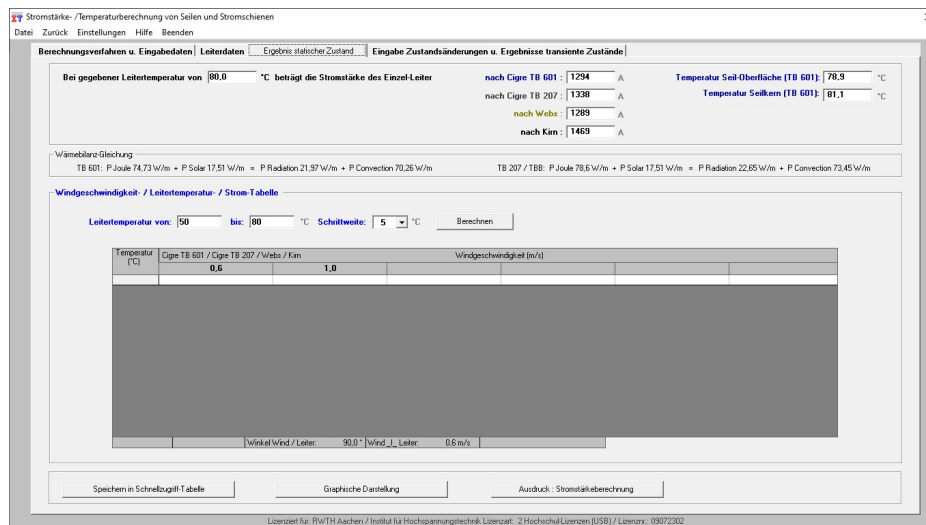 Stromstärke- /Temperaturberechnung von Seilen und Stromschienen
Datei Zurück Einstellungen Hilfe Beenden
Berechnungsverfahren u. Eingabedaten Leiterdaten Ergebnis statischer Zustand Eingabe Zustandsänderungen u. Ergebnisse transiente Zustände
Bei gegebener Leitertemperatur von 80,0 °C beträgt die Stromstärke des Einzel-Leiter nach Cigre TB 601 : 1294 A Temperatur Seil-Oberfläche (TB 601): 78,9 °C
nach Cigre TB 207 : 1338 A Temperatur Seilkern (TB 601): 81,1 °C
nach Webs : 1289 A
nach Kirn : 1469 A
Wärmebilanz-Gleichung:
TB 601: P Joule 74,73 W/m + P Solar 17,51 W/m = P Radiation 21,97 W/m + P Convection 70,26 W/m TB 207 / TBB: P Joule 78,6 W/m + P Solar 17,51 W/m = P Radiation 22,65 W/m + P Convection 73,45 W/m
Windgeschwindigkeit- / Leitertemperatur- / Strom-Tabelle
Leitertemperatur von: 50 bis: 80 °C Schrittweite: 5 °C Berechnen
Temperatur (°C) Cigre TB 601 / Cigre TB 207 / Webs / Kirn Windgeschwindigkeit (m/s)
0,6 1,0
Winkel Wind / Leiter: 90,0 ° Wind _|_ Leiter: 0,6 m/s
Speichern in Schnellzugriff-Tabelle Graphische Darstellung Ausdruck : Stromstärkeberechnung
Lizenziert für: RWTH Aachen / Institut für Hochspannungstechnik Lizenzart: 2 Hochschul-Lizenzen (USB) / Lizenznr.: 09072302